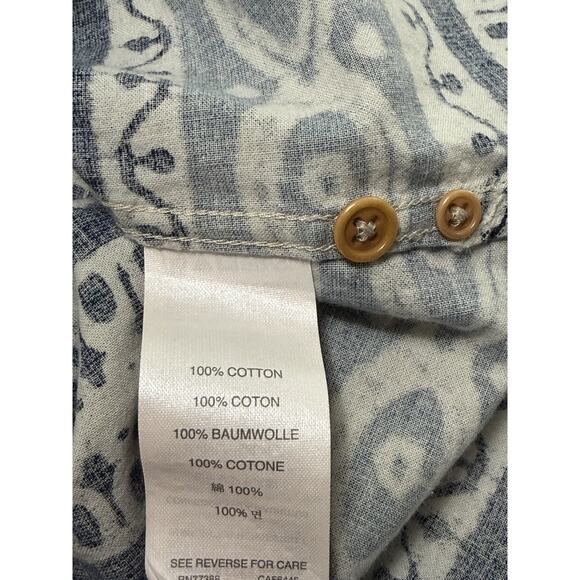 100% COTTON
100% COTON
100% BAUMWOLLE
100% COTONE
綿 100%
100% 면
SEE REVERSE FOR CARE